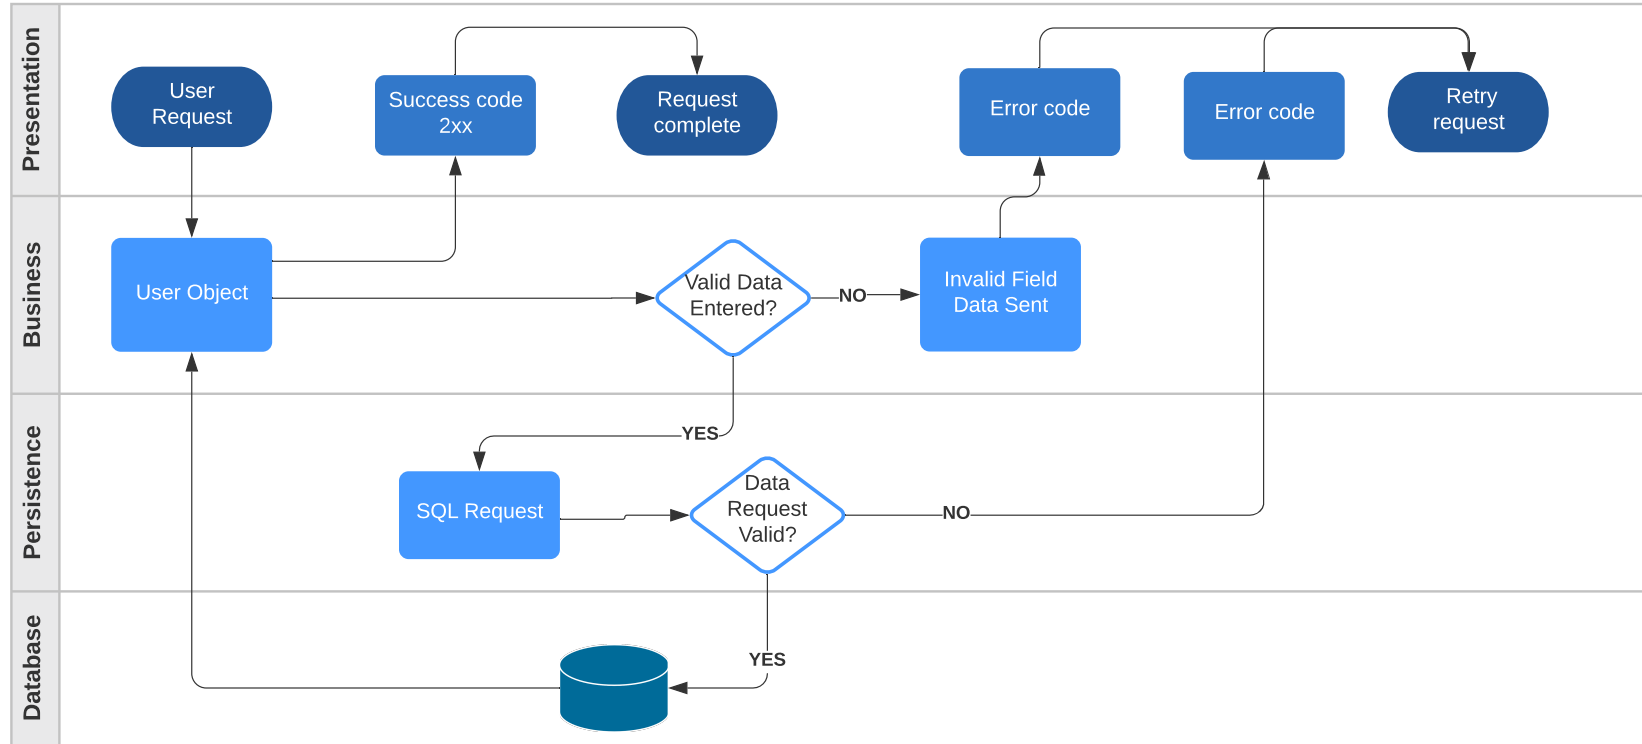 Presentation
User
Request
Success code
2xx
Request
complete
Error code
Error code
Retry
request
Business
User Object
Valid Data
Entered?
NO
Invalid Field
Data Sent
Persistence
YES
SQL Request
Data
Request
Valid?
NO
Database
YES